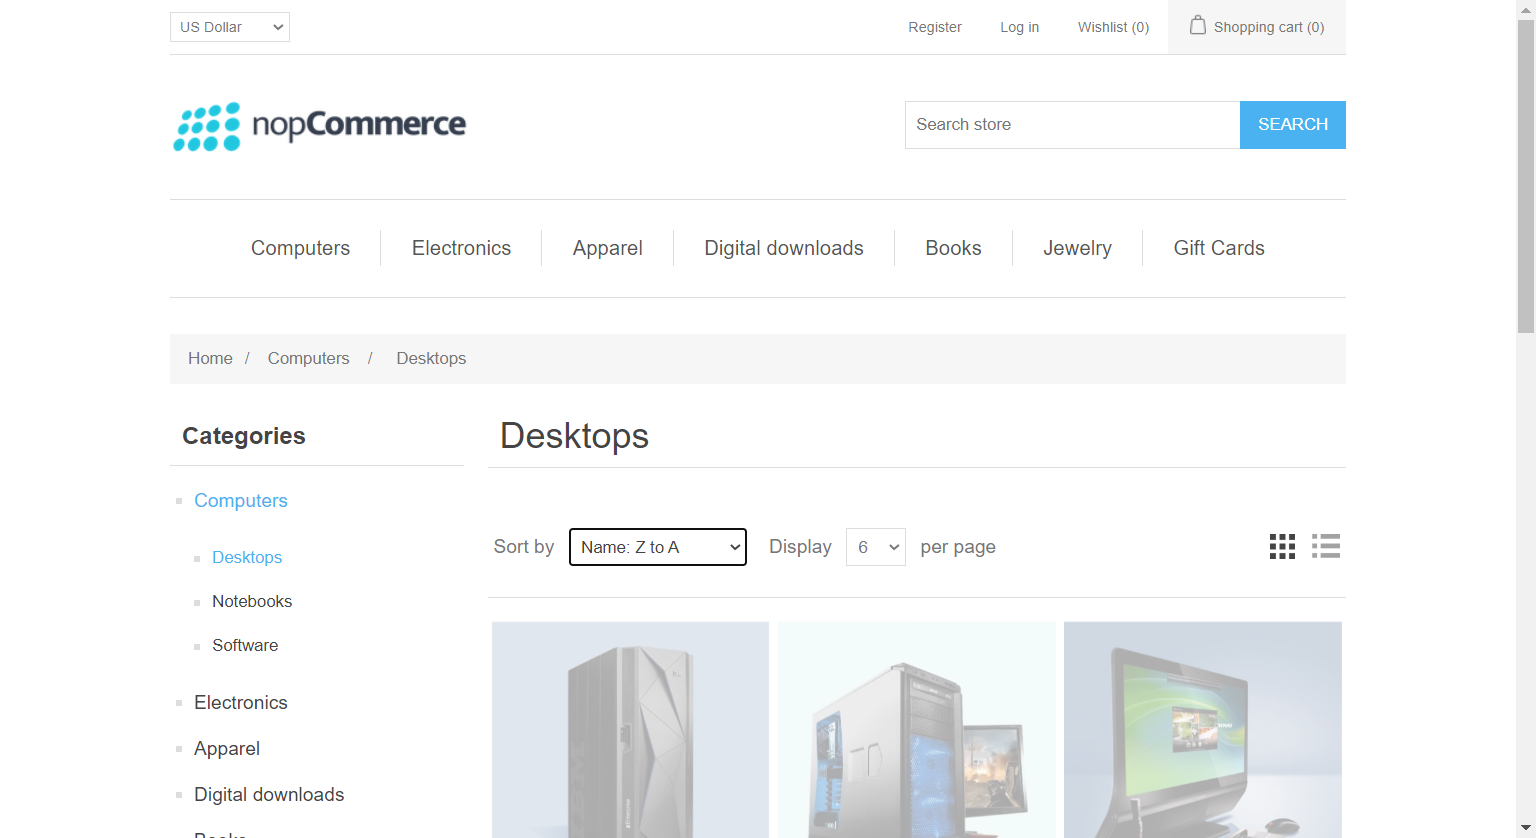 US Dollar
Register
Log in
Wishlist (0)
Shopping cart (0)
nopCommerce
Search store
SEARCH
Computers
Electronics
Apparel
Digital downloads
Books
Jewelry
Gift Cards
Home / Computers / Desktops
Categories
Computers
Desktops
Notebooks
Software
Electronics
Apparel
Digital downloads
Books
Desktops
Sort by Name: Z to A Display 6 per page